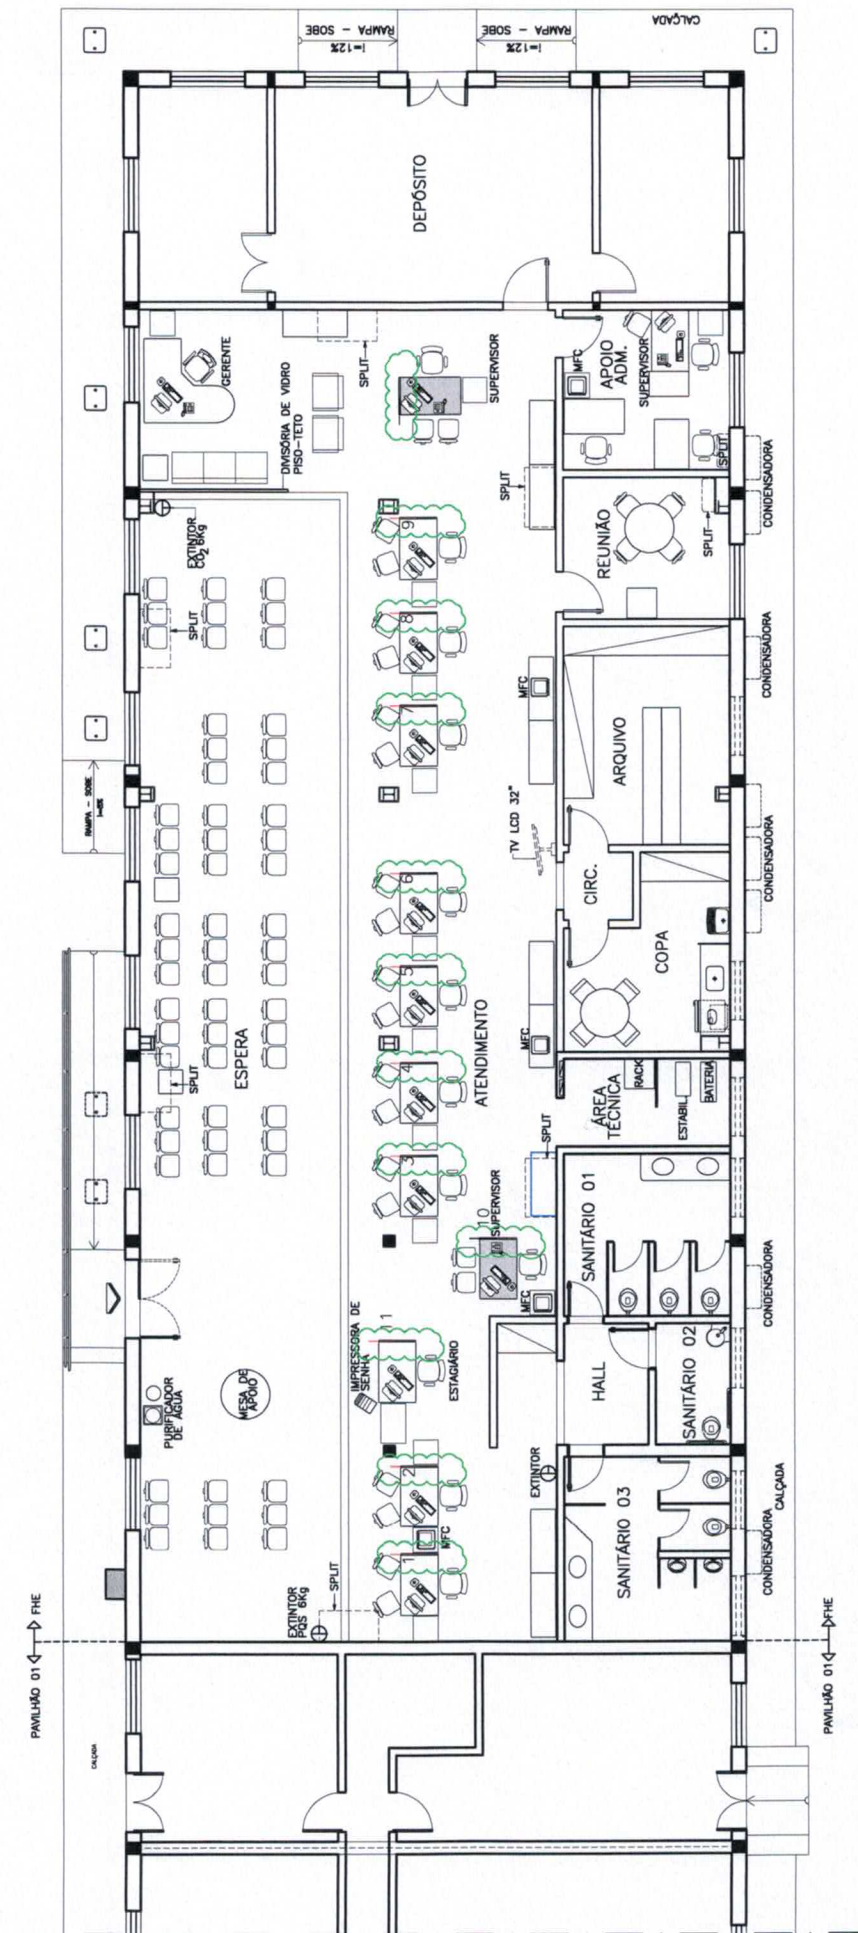 CALÇADA
RAMPA - SOBE
i=12%
RAMPA - SOBE
i=12%
DEPÓSITO
GERENTE
DIVISÓRIA DE VIDRO
PISO-TETO
SPLIT
SUPERVISOR
MFC
APOIO
ADM.
SUPERVISOR
SPLIT
CONDENSADORA
EXTINTOR
CO2 6Kg
SPLIT
9
SPLIT
REUNIÃO
SPLIT
CONDENSADORA
8
7
MFC
ARQUIVO
RAMPA - SOBE
TV LCD 32"
CIRC.
CONDENSADORA
6
5
COPA
MFC
ESPERA
SPLIT
ATENDIMENTO
4
3
ÁREA
TÉCNICA
RACK
ESTABIL.
BATERIA
SPLIT
10
SUPERVISOR
MFC
SANITÁRIO 01
CONDENSADORA
PURIFICADOR
DE ÁGUA
MESA DE
APOIO
IMPRESSORA DE
SENHA
11
ESTAGIÁRIO
HALL
SANITÁRIO 02
2
MFC
1
EXTINTOR
SANITÁRIO 03
CALÇADA
CONDENSADORA
EXTINTOR
PQS 6Kg
SPLIT
PAVILHÃO 01
FHE
PAVILHÃO 01
FHE
CALÇADA